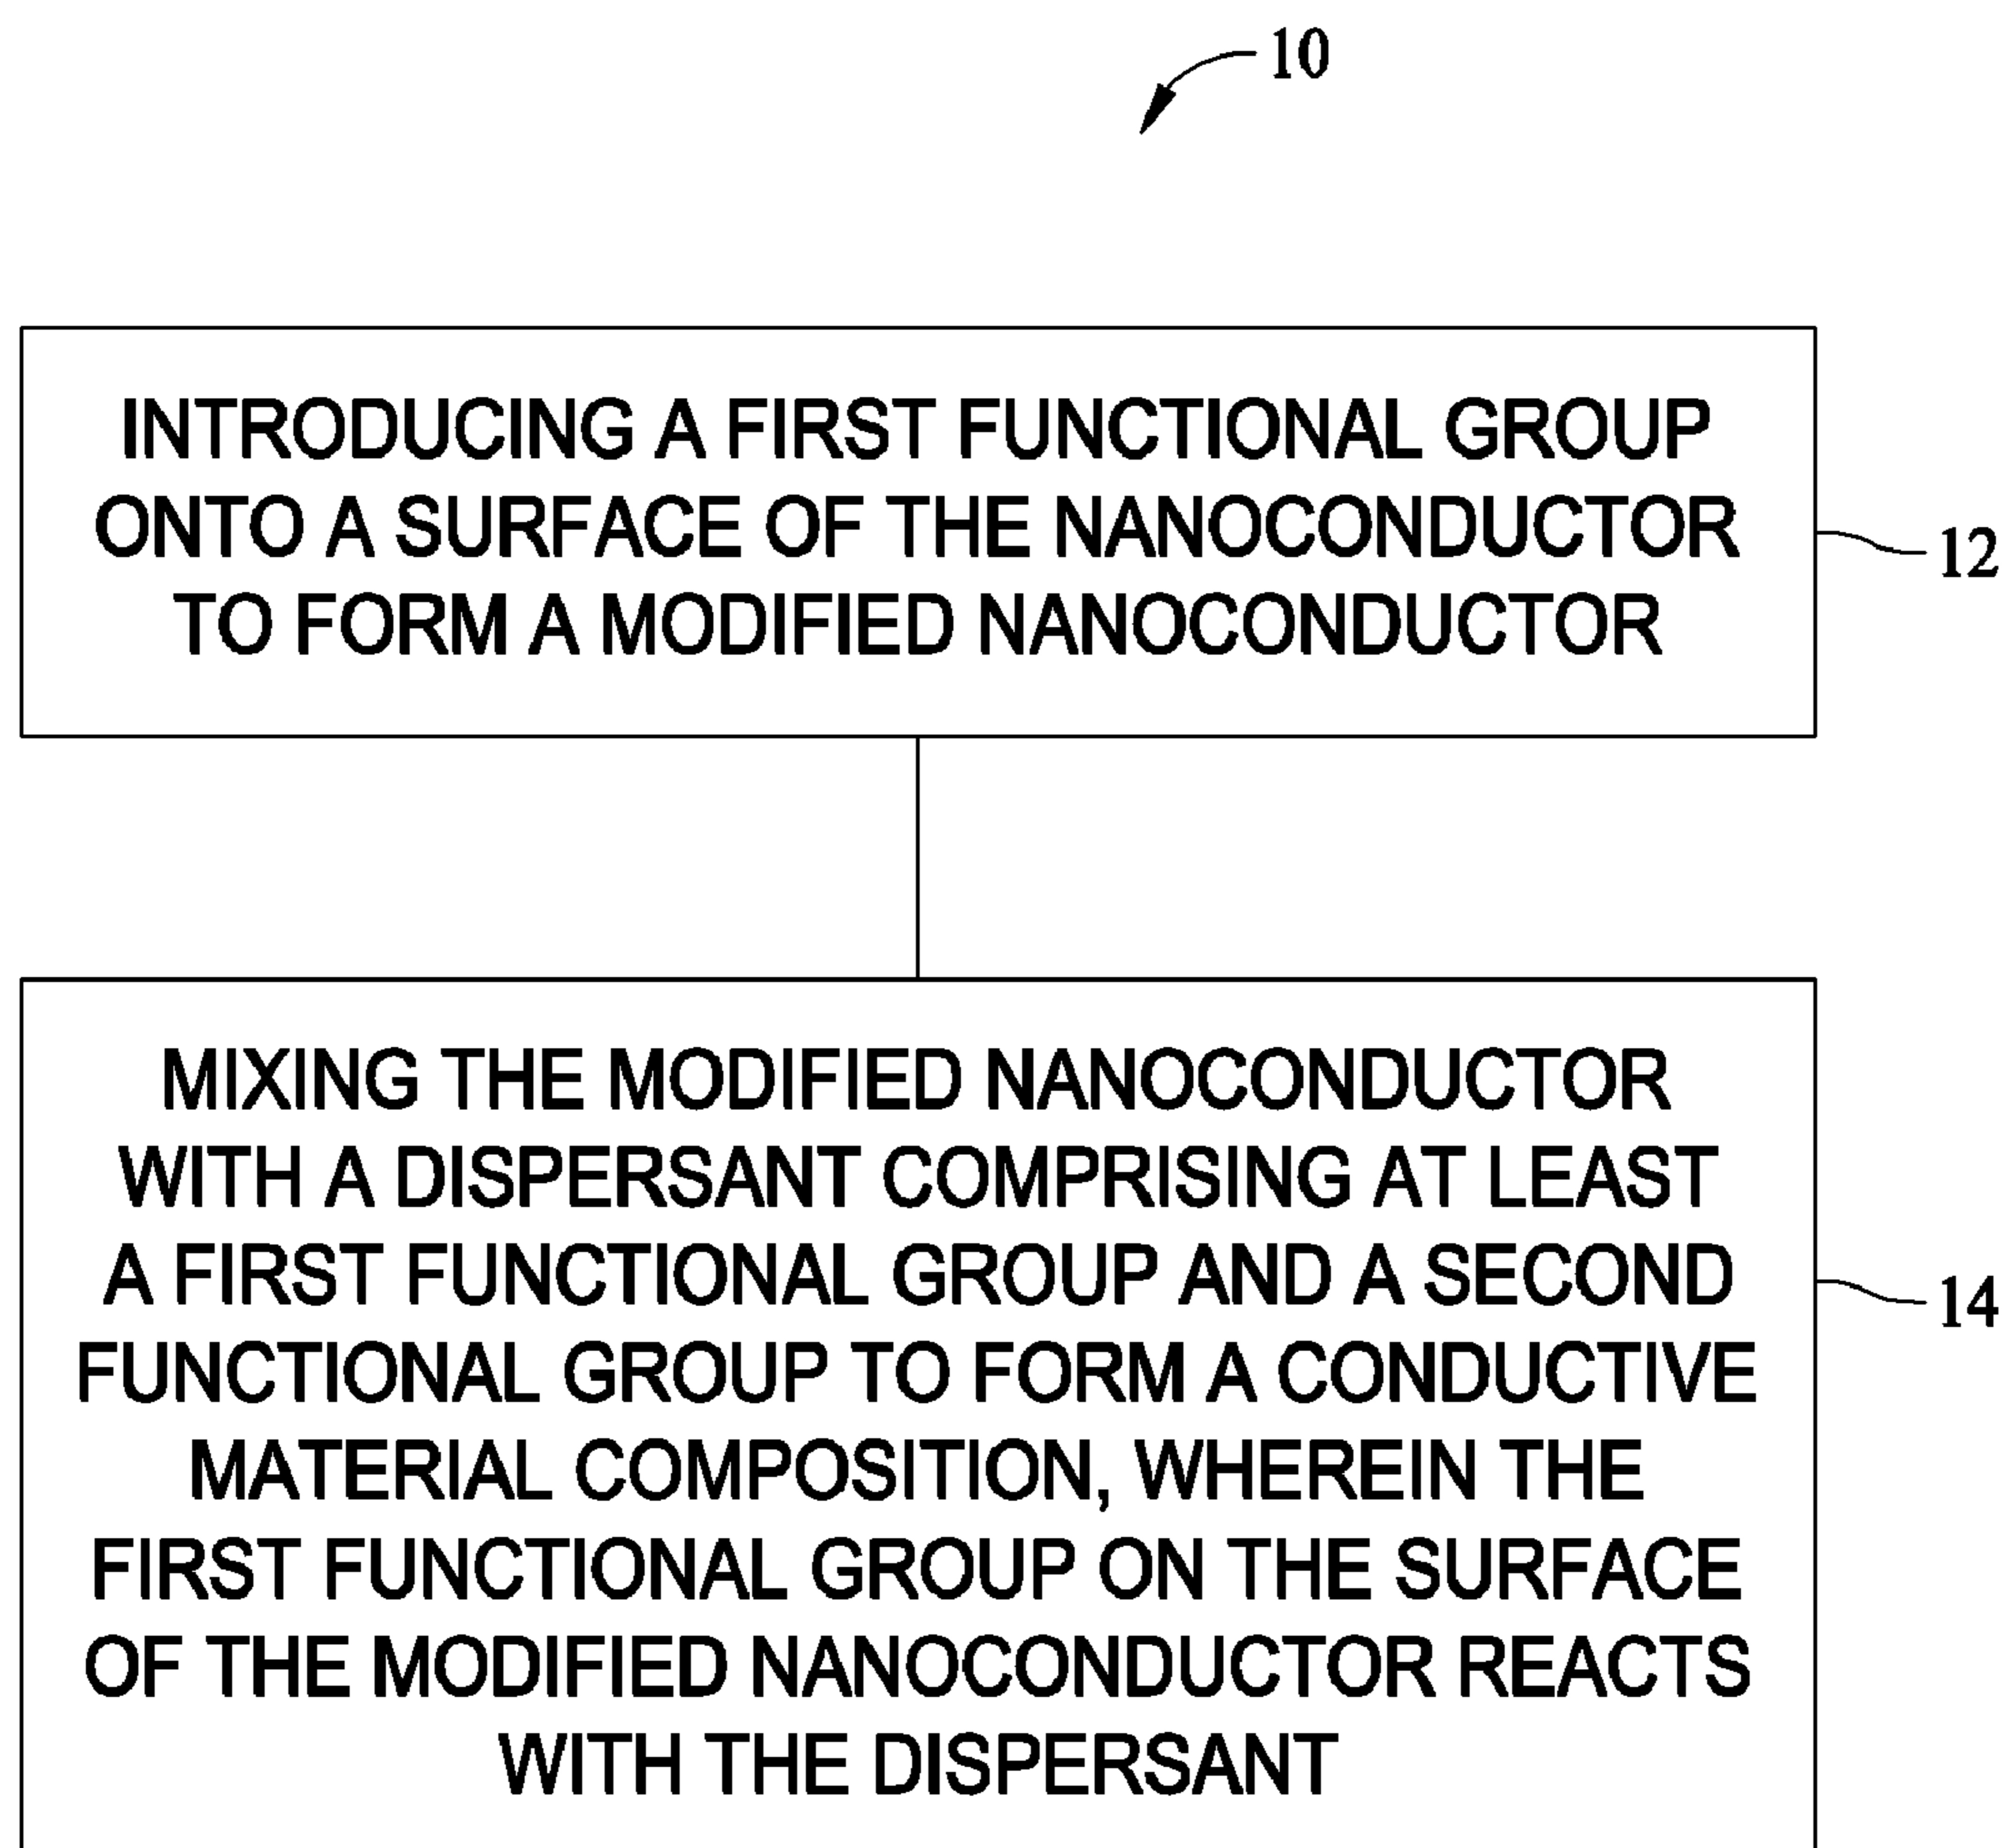 10
INTRODUCING A FIRST FUNCTIONAL GROUP
ONTO A SURFACE OF THE NANOCONDUCTOR
TO FORM A MODIFIED NANOCONDUCTOR
12
MIXING THE MODIFIED NANOCONDUCTOR
WITH A DISPERSANT COMPRISING AT LEAST
A FIRST FUNCTIONAL GROUP AND A SECOND
FUNCTIONAL GROUP TO FORM A CONDUCTIVE
MATERIAL COMPOSITION, WHEREIN THE
FIRST FUNCTIONAL GROUP ON THE SURFACE
OF THE MODIFIED NANOCONDUCTOR REACTS
WITH THE DISPERSANT
14